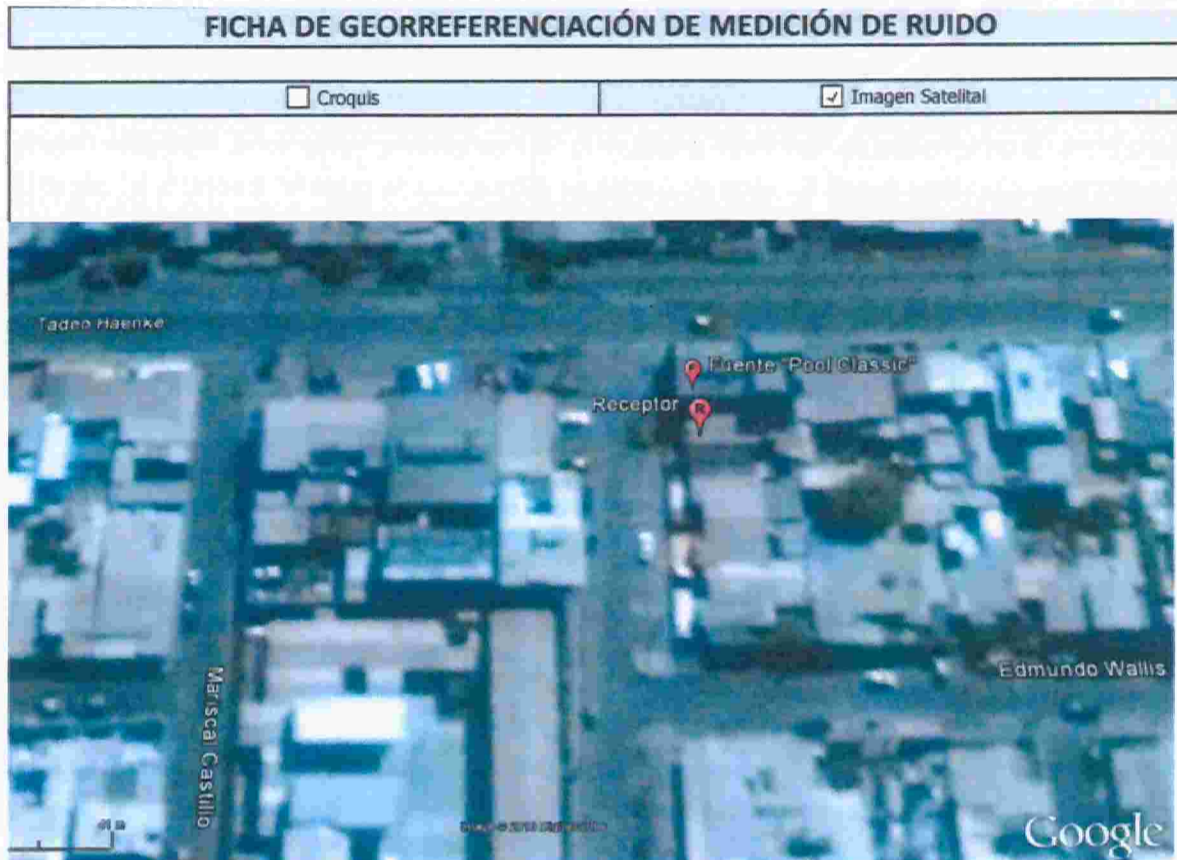 FICHA DE GEORREFERENCIACIÓN DE MEDICIÓN DE RUIDO
Croquis
Imagen Satelital
Tadeo Haenke
Fuente "Pool Classic"
Receptor R
Edmundo Wallis
Mariscal Castillo
Google